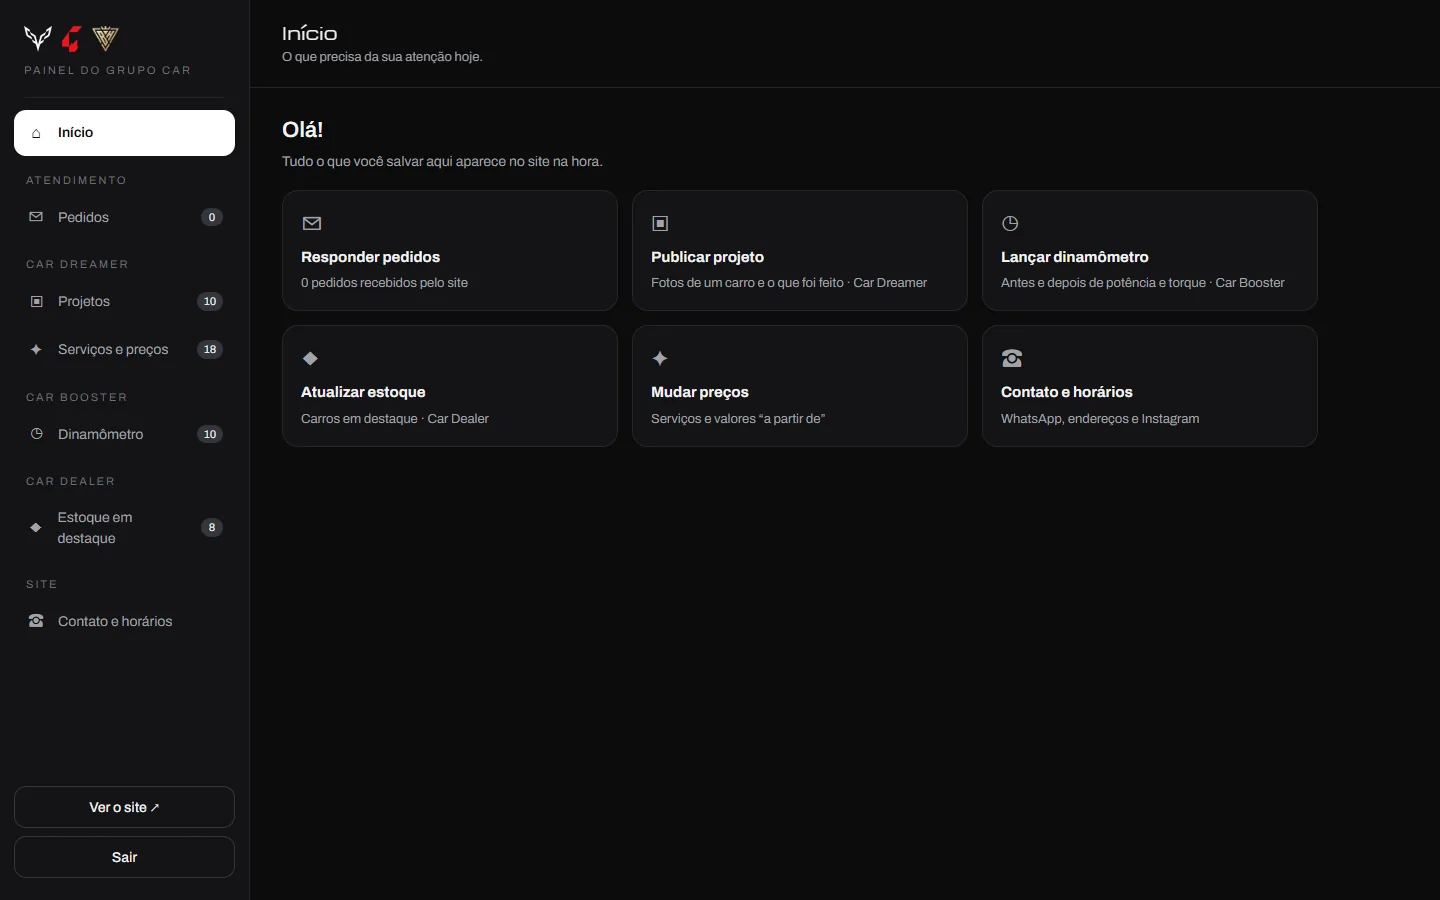 PAINEL DO GRUPO CAR
Início
ATENDIMENTO
Pedidos 0
CAR DREAMER
Projetos 10
Serviços e preços 18
CAR BOOSTER
Dinamômetro 10
CAR DEALER
Estoque em
destaque 8
SITE
Contato e horários
Ver o site ↗
Sair
Início
O que precisa da sua atenção hoje.
Olá!
Tudo o que você salvar aqui aparece no site na hora.
Responder pedidos
0 pedidos recebidos pelo site
Publicar projeto
Fotos de um carro e o que foi feito · Car Dreamer
Lançar dinamômetro
Antes e depois de potência e torque · Car Booster
Atualizar estoque
Carros em destaque · Car Dealer
Mudar preços
Serviços e valores “a partir de”
Contato e horários
WhatsApp, endereços e Instagram